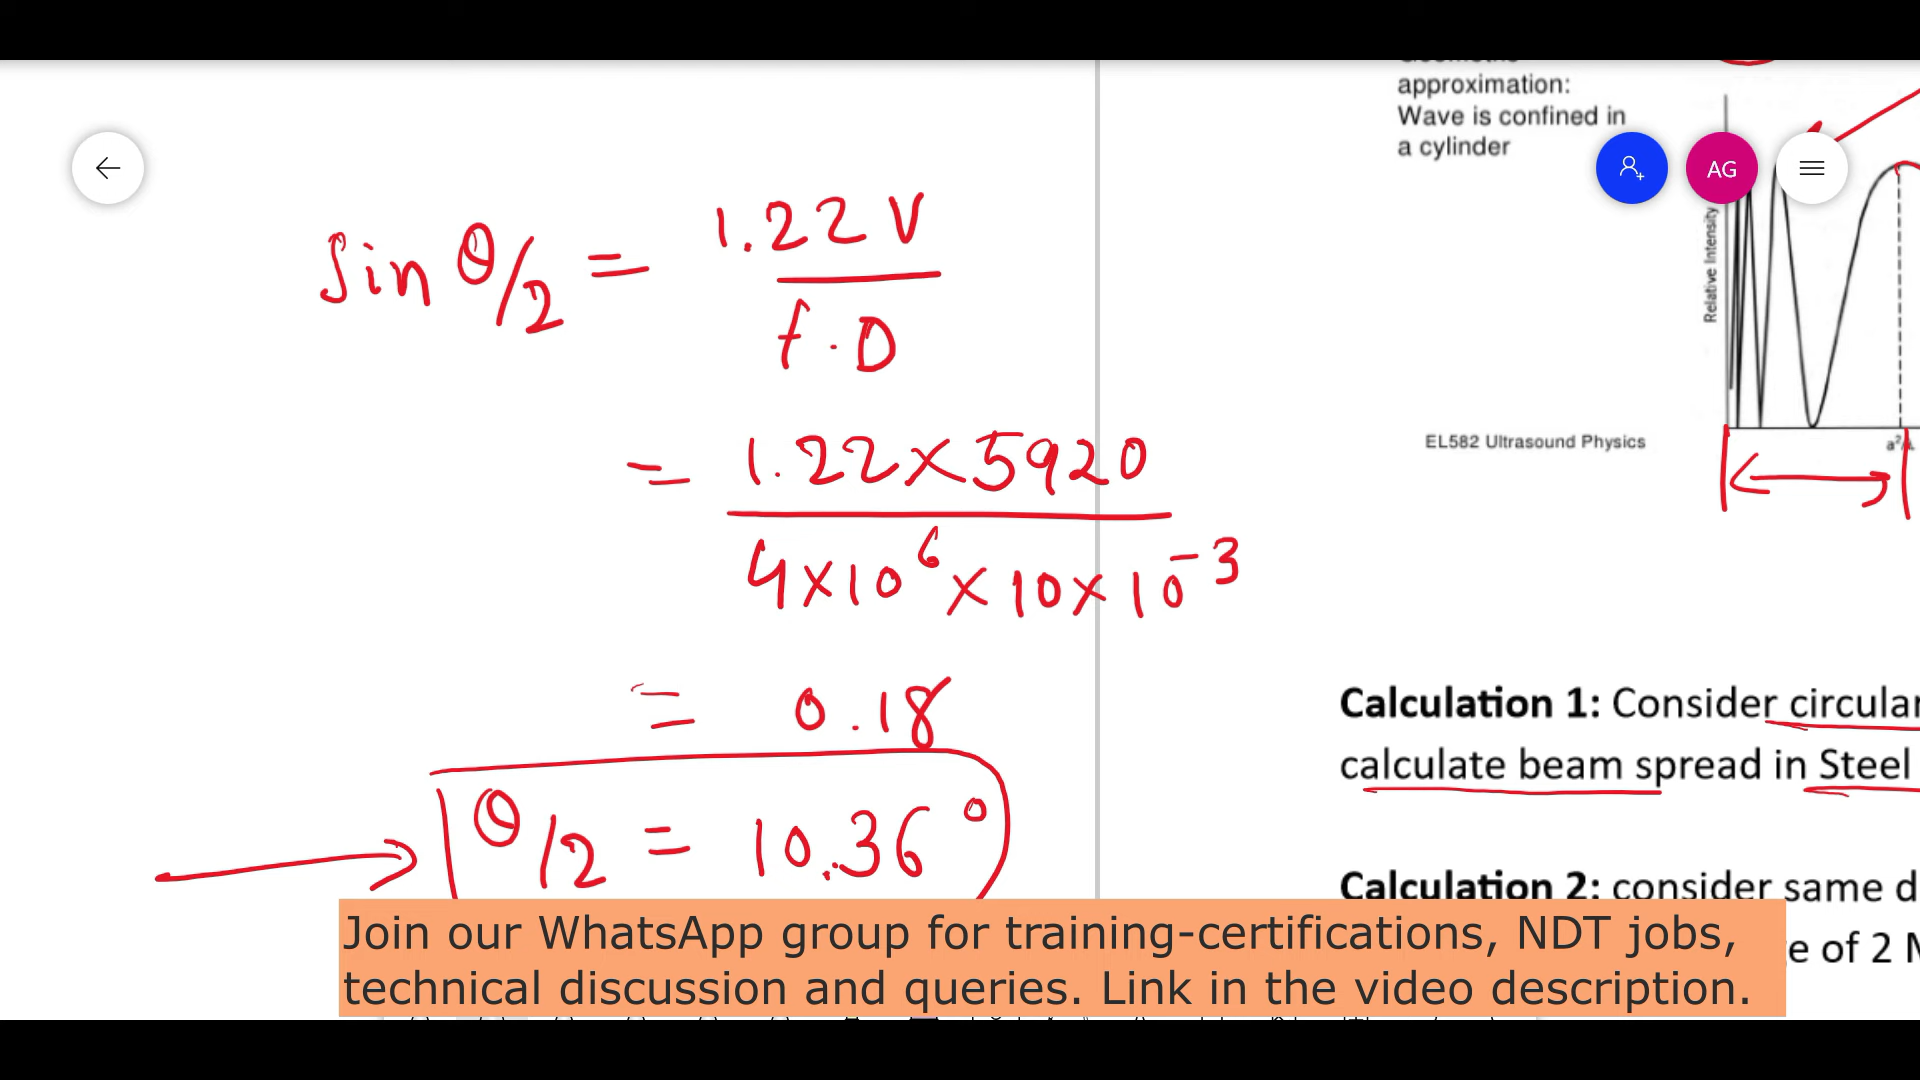 approximation:
Wave is confined in
a cylinder
AG
Sin θ/2 = 1.22 V
f . D
= 1.22 × 5920
4 × 10⁶ × 10 × 10⁻³
= 0.18
θ/2 = 10.36°
Relative Intensity
EL582 Ultrasound Physics
Calculation 1: Consider circular
calculate beam spread in Steel
Calculation 2: consider same d
e of 2 M
Join our WhatsApp group for training-certifications, NDT jobs,
technical discussion and queries. Link in the video description.